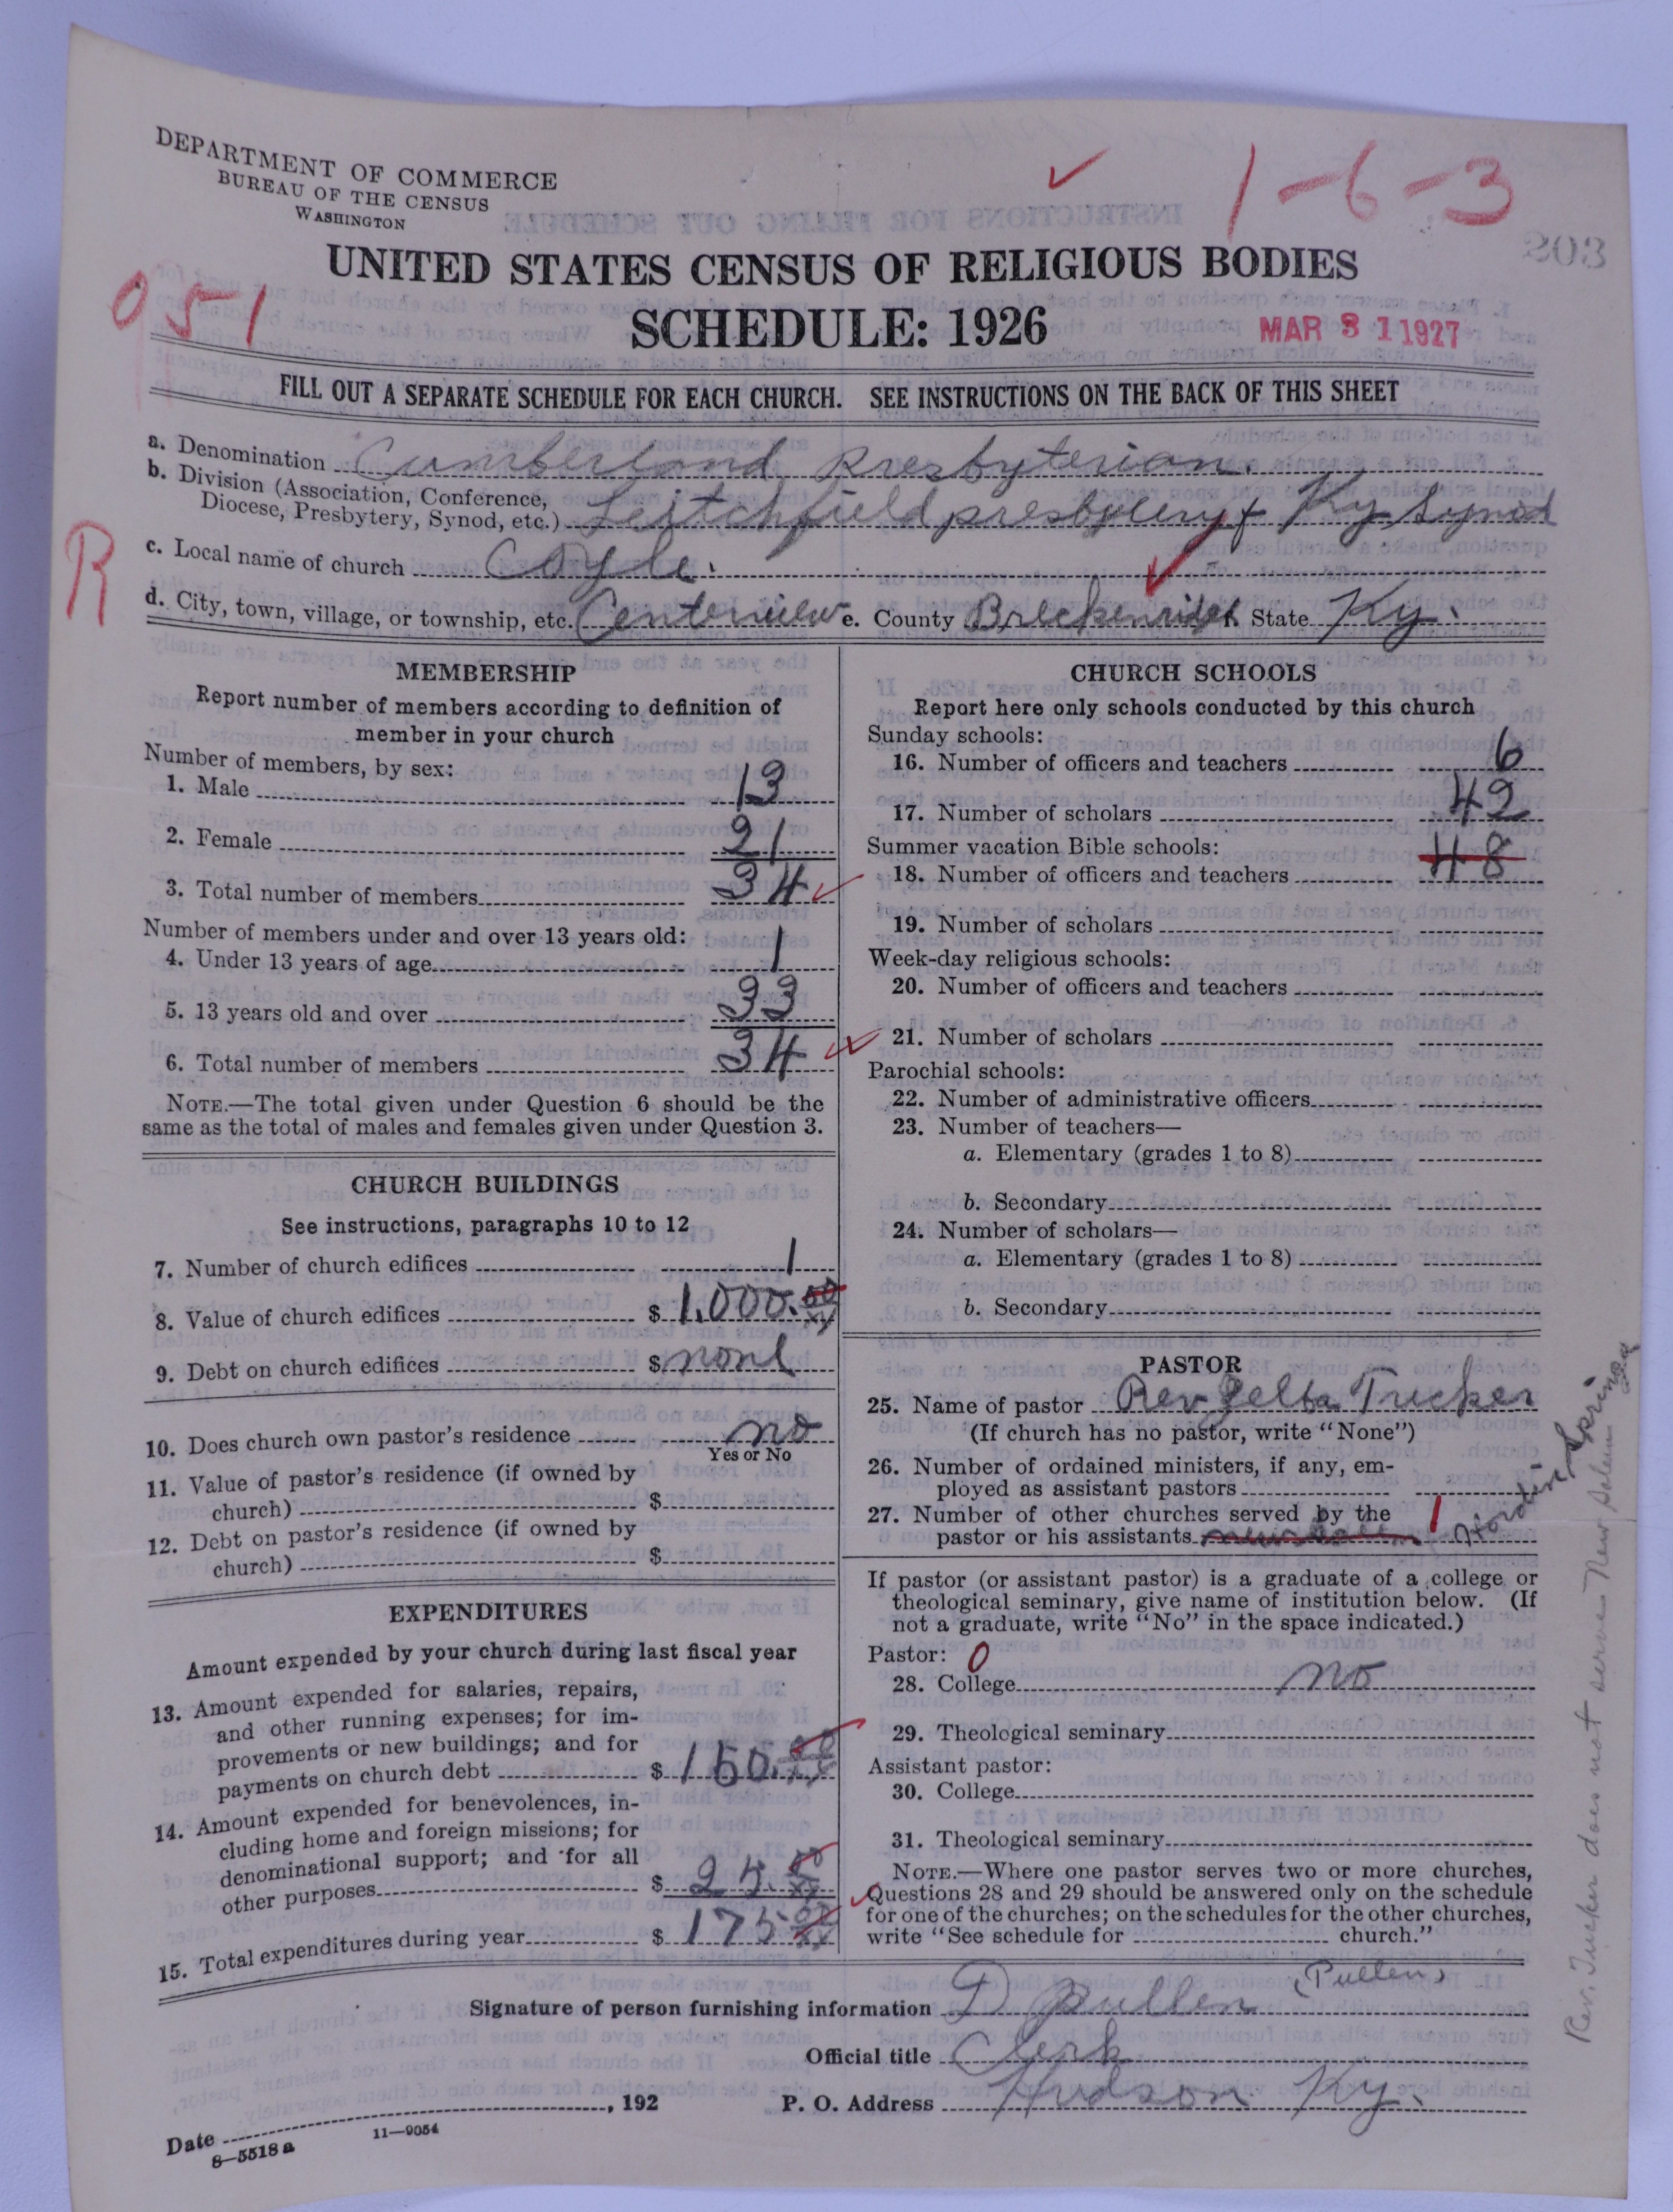 DEPARTMENT OF COMMERCE
BUREAU OF THE CENSUS
WASHINGTON
1-6-3
203
UNITED STATES CENSUS OF RELIGIOUS BODIES
051
SCHEDULE: 1926
MAR 31 1927
FILL OUT A SEPARATE SCHEDULE FOR EACH CHURCH. SEE INSTRUCTIONS ON THE BACK OF THIS SHEET
a. Denomination Cumberland Presbyterian.
b. Division (Association, Conference,
Diocese, Presbytery, Synod, etc.) Leitchfield presbytery + Ky Synod
R
c. Local name of church Coyle.
d. City, town, village, or township, etc. Centerview e. County Breckenridge State Ky.
MEMBERSHIP
Report number of members according to definition of
member in your church
Number of members, by sex:
1. Male 13
2. Female 21
3. Total number of members 34
Number of members under and over 13 years old:
4. Under 13 years of age 1
5. 13 years old and over 33
6. Total number of members 34
NOTE.—The total given under Question 6 should be the
same as the total of males and females given under Question 3.
CHURCH BUILDINGS
See instructions, paragraphs 10 to 12
7. Number of church edifices 1
8. Value of church edifices $ 1,000.00
9. Debt on church edifices $ none
10. Does church own pastor's residence no
Yes or No
11. Value of pastor's residence (if owned by
church) $
12. Debt on pastor's residence (if owned by
church) $
EXPENDITURES
Amount expended by your church during last fiscal year
13. Amount expended for salaries, repairs,
and other running expenses; for im-
provements or new buildings; and for
payments on church debt $ 150.
14. Amount expended for benevolences, in-
cluding home and foreign missions; for
denominational support; and for all
other purposes $ 25.
15. Total expenditures during year $ 175
CHURCH SCHOOLS
Report here only schools conducted by this church
Sunday schools:
16. Number of officers and teachers 6
17. Number of scholars 42
Summer vacation Bible schools: 48
18. Number of officers and teachers
19. Number of scholars
Week-day religious schools:
20. Number of officers and teachers
21. Number of scholars
Parochial schools:
22. Number of administrative officers
23. Number of teachers—
a. Elementary (grades 1 to 8)
b. Secondary
24. Number of scholars—
a. Elementary (grades 1 to 8)
b. Secondary
PASTOR
25. Name of pastor Rev Zelba Tucker
(If church has no pastor, write "None")
26. Number of ordained ministers, if any, em-
ployed as assistant pastors
27. Number of other churches served by the
pastor or his assistants 1 Hardin Springs
If pastor (or assistant pastor) is a graduate of a college or
theological seminary, give name of institution below. (If
not a graduate, write "No" in the space indicated.)
Pastor: 0
28. College no
29. Theological seminary
Assistant pastor:
30. College
31. Theological seminary
NOTE.—Where one pastor serves two or more churches,
Questions 28 and 29 should be answered only on the schedule
for one of the churches; on the schedules for the other churches,
write "See schedule for church."
Rev. Tucker does not serve New Salem
(Pullen)
Signature of person furnishing information D Pullen
Official title Clerk
Date , 192 P. O. Address Hudson Ky.
8—5518a 11—9054